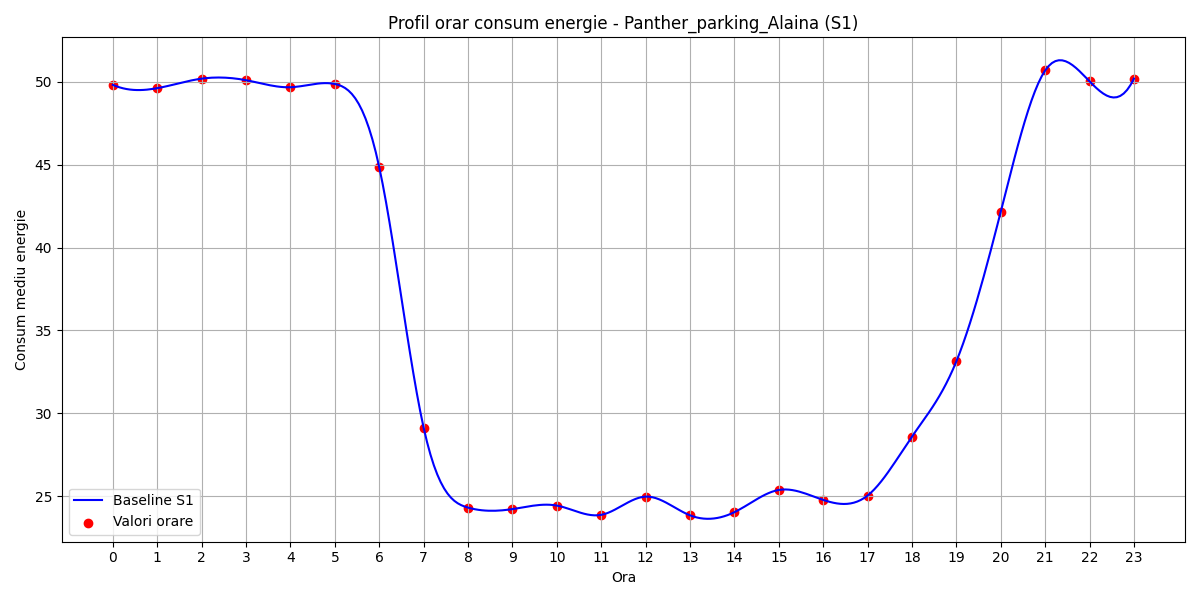 Profil orar consum energie - Panther_parking_Alaina (S1)
Consum mediu energie
50
45
40
35
30
25
Baseline S1
Valori orare
0 1 2 3 4 5 6 7 8 9 10 11 12 13 14 15 16 17 18 19 20 21 22 23
Ora